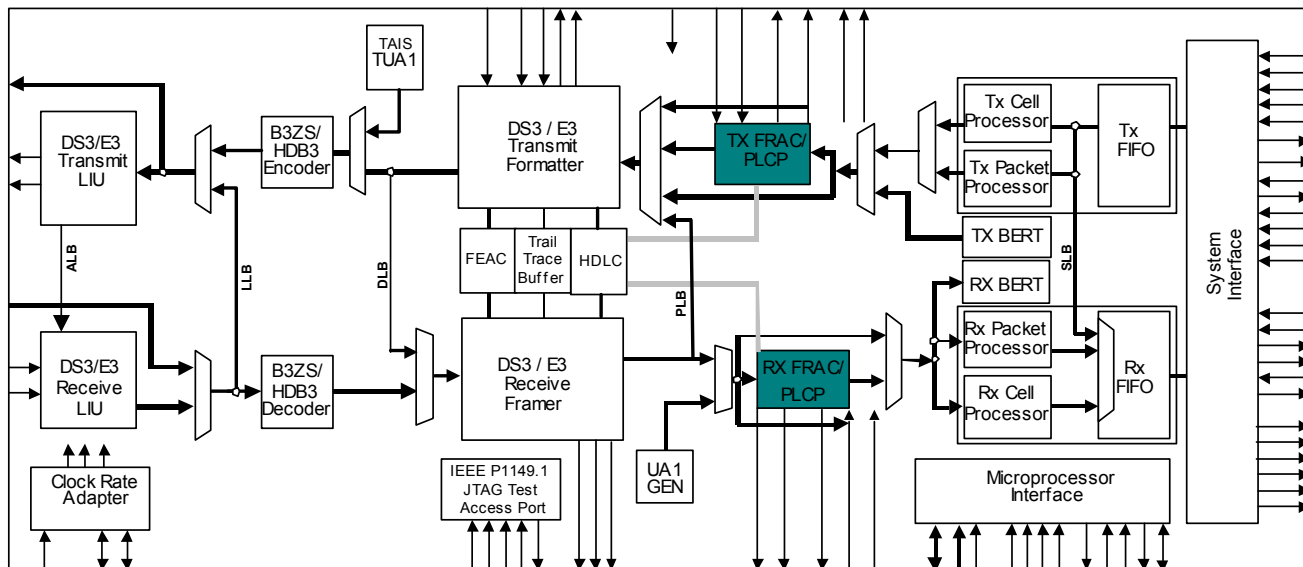 TAIS
TUA1
DS3/E3
Transmit
LIU
B3ZS/
HDB3
Encoder
DS3 / E3
Transmit
Formatter
TX FRAC/
PLCP
Tx Cell
Processor
Tx Packet
Processor
Tx
FIFO
TX BERT
RX BERT
System
Interface
ALB
LLB
DLB
FEAC
Trail
Trace
Buffer
HDLC
PLB
SLB
DS3/E3
Receive
LIU
B3ZS/
HDB3
Decoder
DS3 / E3
Receive
Framer
RX FRAC/
PLCP
Rx Packet
Processor
Rx Cell
Processor
Rx
FIFO
Clock Rate
Adapter
IEEE P1149.1
JTAG Test
Access Port
UA1
GEN
Microprocessor
Interface